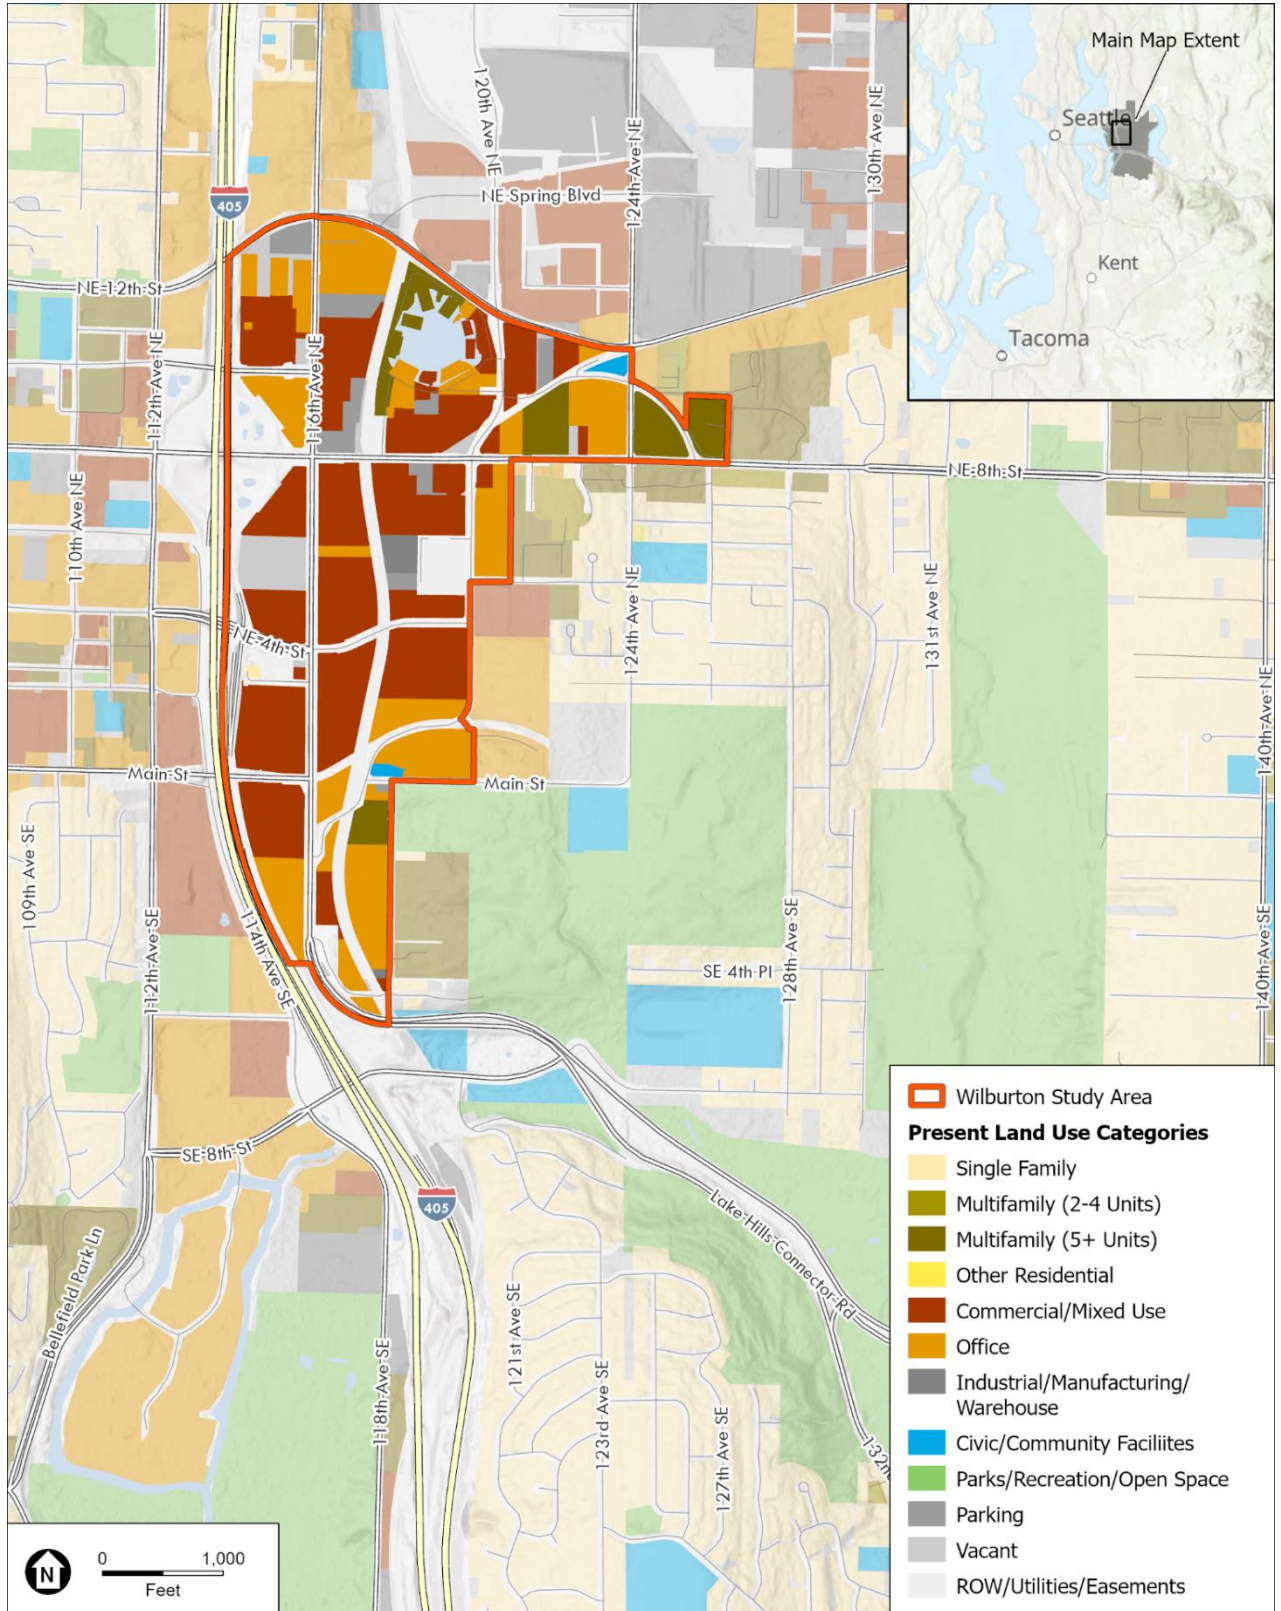 Main Map Extent
Seattle
Kent
Tacoma
120th Ave NE
124th Ave NE
130th Ave NE
NE Spring Blvd
405
NE 12th St
112th Ave NE
116th Ave NE
110th Ave NE
NE 8th St
NE 4th St
124th Ave NE
131st Ave NE
140th Ave NE
Main St
Main St
109th Ave SE
112th Ave SE
114th Ave SE
SE 4th Pl
128th Ave SE
140th Ave SE
SE 8th St
405
Lake Hills Connector Rd
Bellefield Park Ln
118th Ave SE
121st Ave SE
123rd Ave SE
127th Ave SE
132n
Wilburton Study Area
Present Land Use Categories
Single Family
Multifamily (2-4 Units)
Multifamily (5+ Units)
Other Residential
Commercial/Mixed Use
Office
Industrial/Manufacturing/
Warehouse
Civic/Community Faciliites
Parks/Recreation/Open Space
Parking
Vacant
ROW/Utilities/Easements
N
0 1,000
Feet